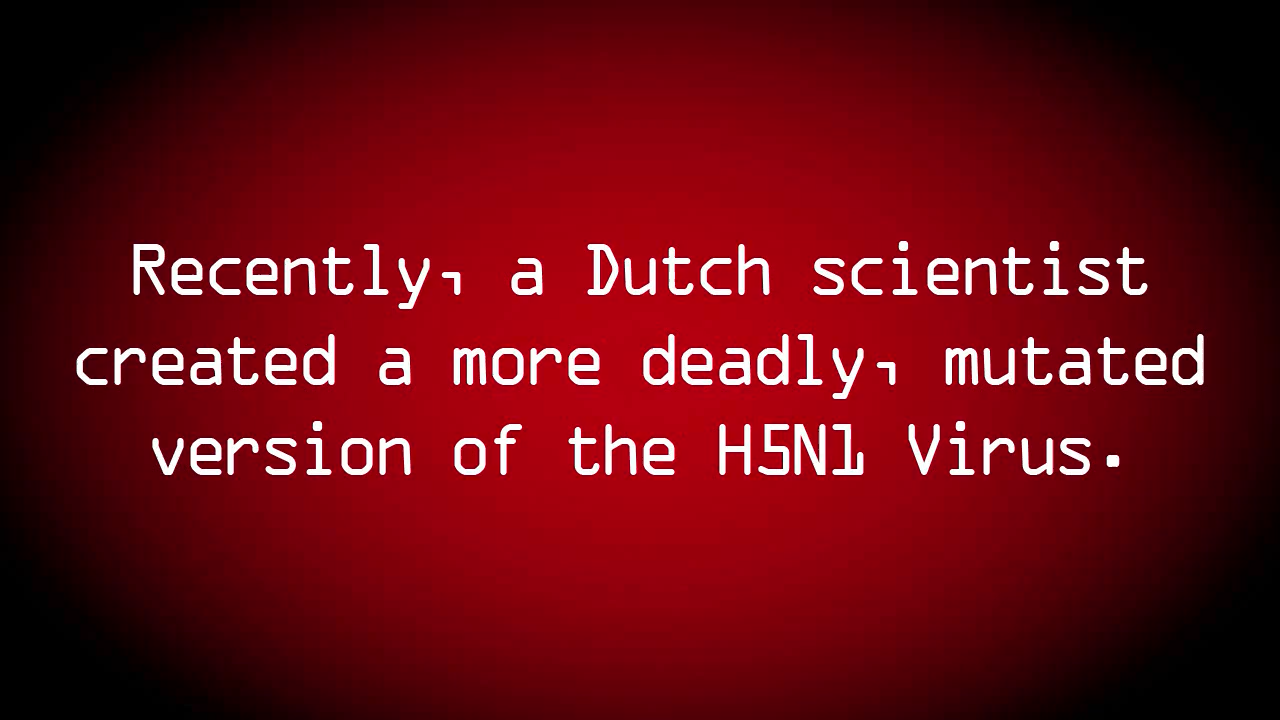 Recently, a Dutch scientist
created a more deadly, mutated
version of the H5N1 Virus.